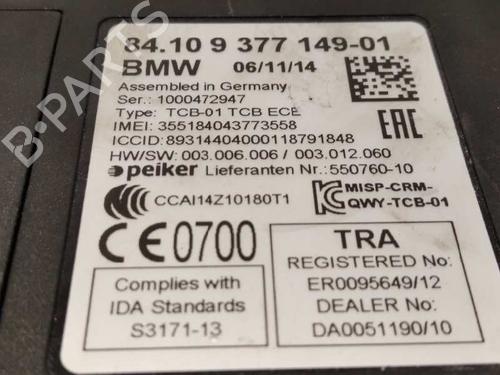 84.10 9 377 149-01
BMW 06/11/14
Assembled in Germany
Ser.: 1000472947
Type: TCB-01 TCB ECE
IMEI: 355184043773558
ICCID: 89314404000118791848
HW/SW: 003.006.006 / 003.012.060
peiker Lieferanten Nr.: 550760-10
EAC
CCAI14Z10180T1
MISP-CRM-
QWY-TCB-01
CE0700
Complies with
IDA Standards
S3171-13
TRA
REGISTERED No:
ER0095649/12
DEALER No:
DA0051190/10